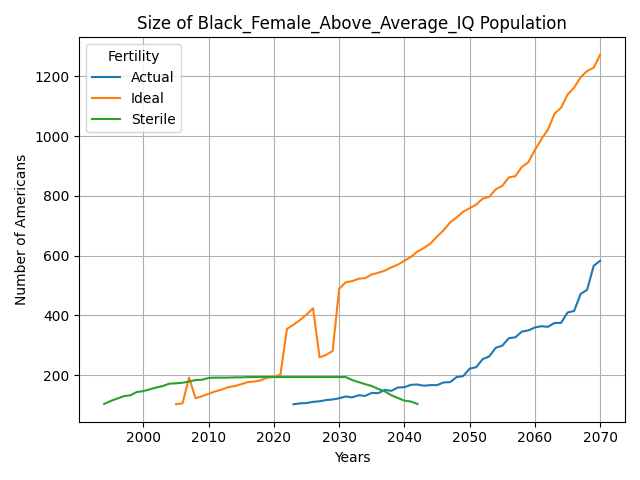 Size of Black_Female_Above_Average_IQ Population
Fertility
Actual
Ideal
Sterile
Number of Americans
1200
1000
800
600
400
200
2000
2010
2020
2030
2040
2050
2060
2070
Years